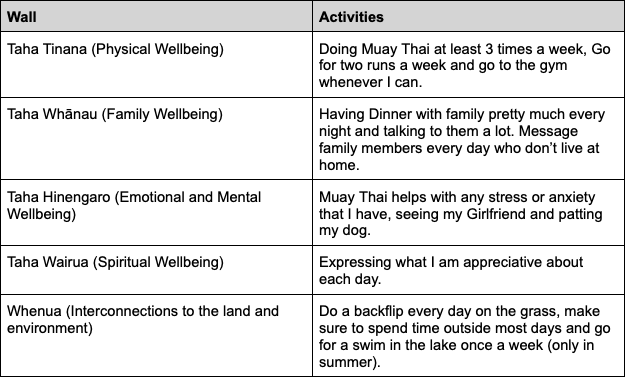 Wall
Activities
Taha Tinana (Physical Wellbeing)
Doing Muay Thai at least 3 times a week, Go
for two runs a week and go to the gym
whenever I can.
Taha Whānau (Family Wellbeing)
Having Dinner with family pretty much every
night and talking to them a lot. Message
family members every day who don’t live at
home.
Taha Hinengaro (Emotional and Mental
Wellbeing)
Muay Thai helps with any stress or anxiety
that I have, seeing my Girlfriend and patting
my dog.
Taha Wairua (Spiritual Wellbeing)
Expressing what I am appreciative about
each day.
Whenua (Interconnections to the land and
environment)
Do a backflip every day on the grass, make
sure to spend time outside most days and go
for a swim in the lake once a week (only in
summer).